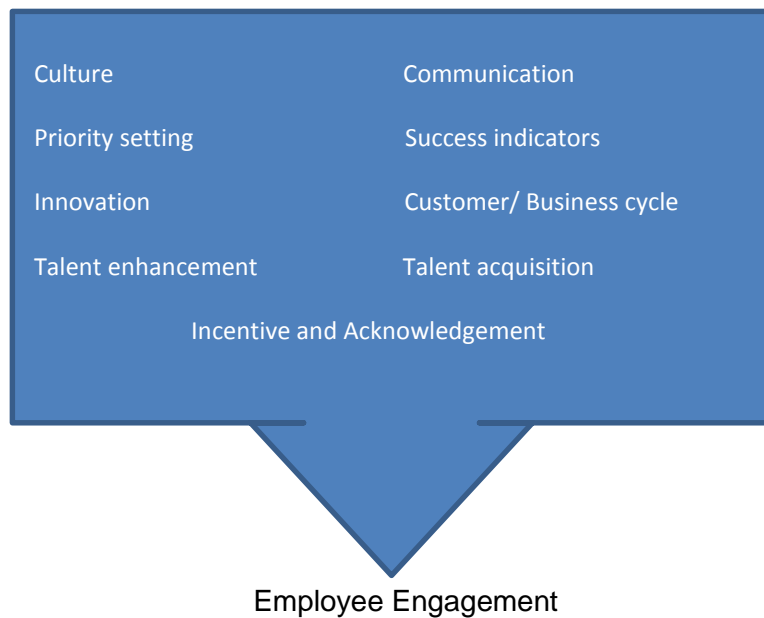 Culture Communication
Priority setting Success indicators
Innovation Customer/ Business cycle
Talent enhancement Talent acquisition
Incentive and Acknowledgement
Employee Engagement